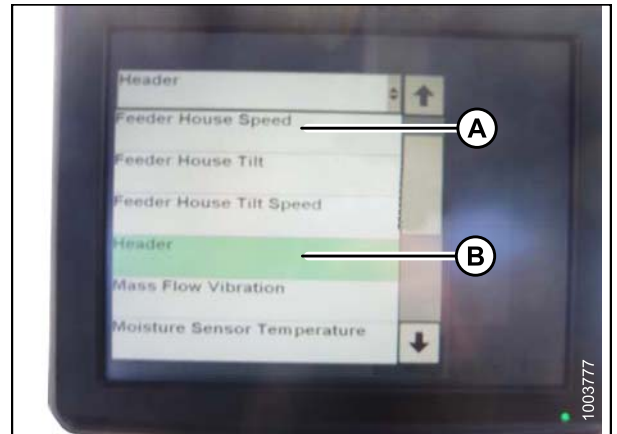 Header
Feeder House Speed
A
Feeder House Tilt
Feeder House Tilt Speed
Header
B
Mass Flow Vibration
Moisture Sensor Temperature
1003777